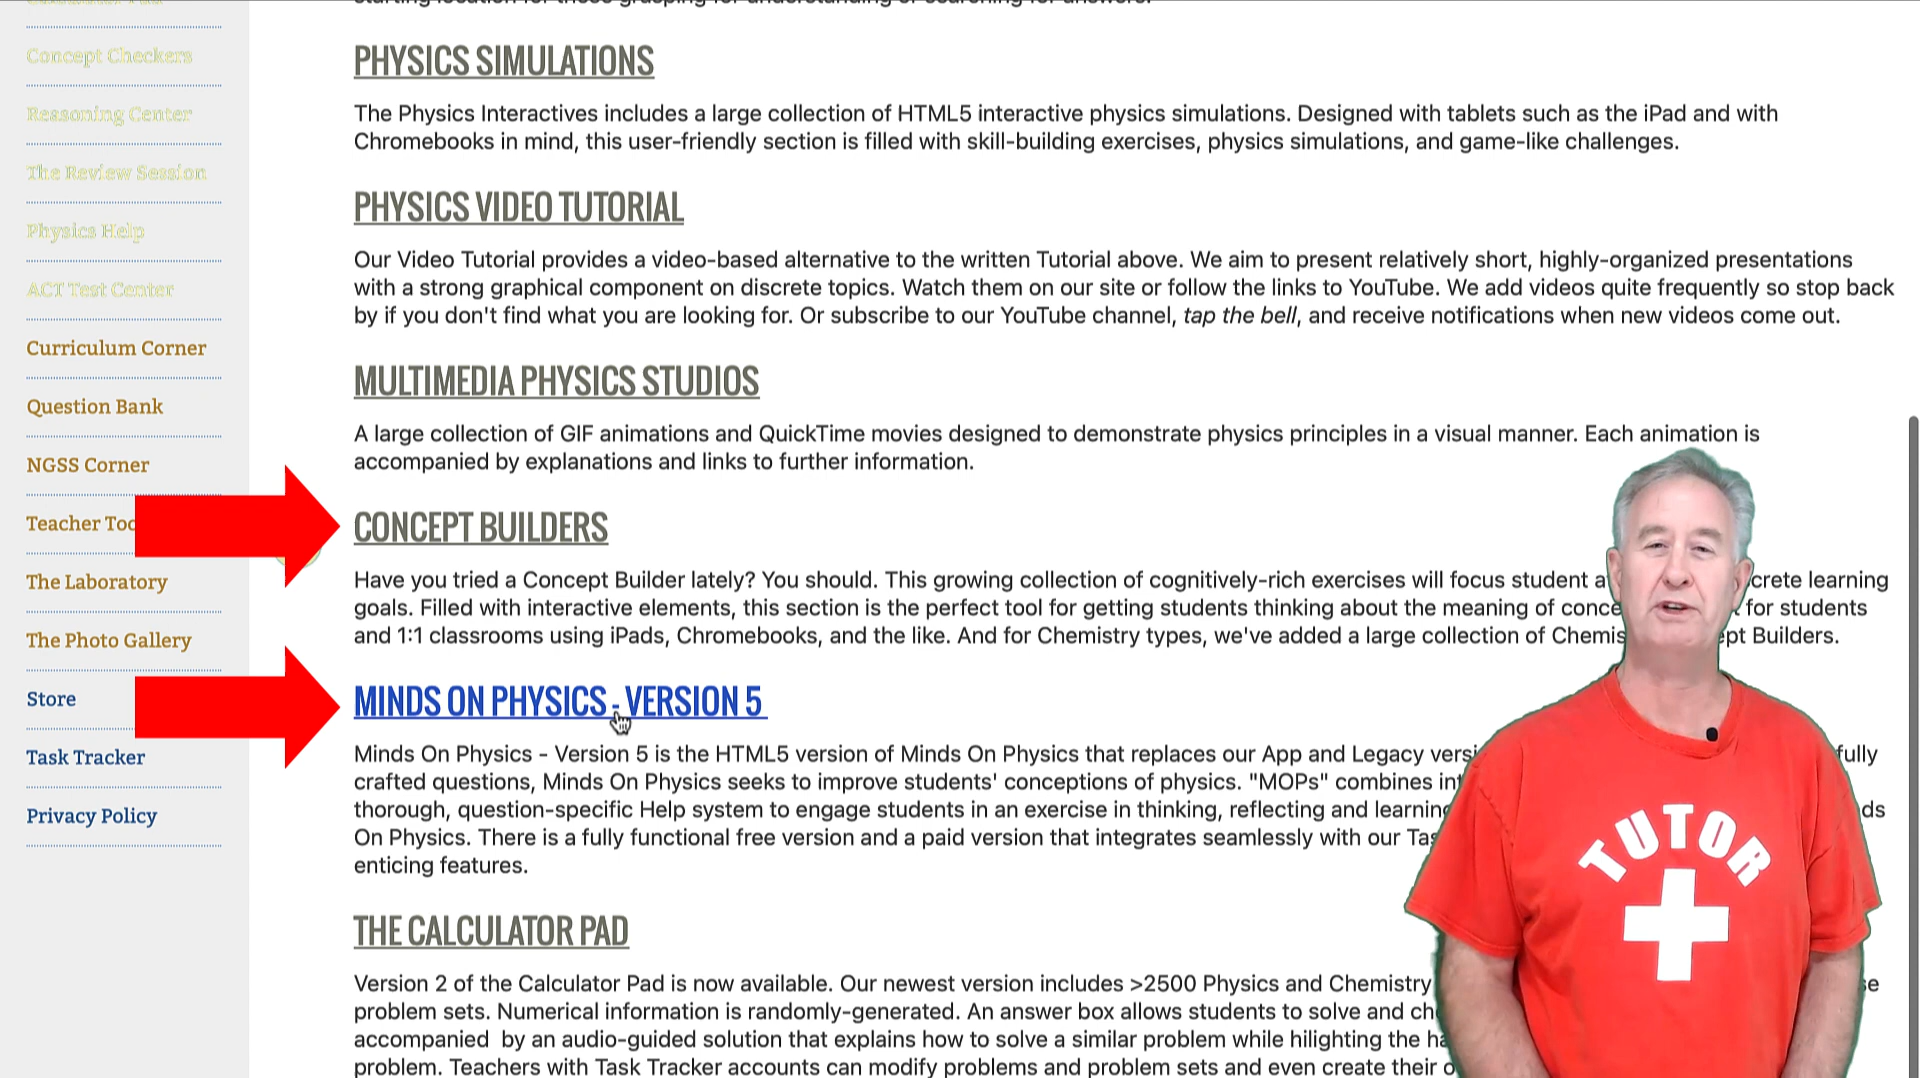 Concept Checkers
Reasoning Center
The Review Session
Physics Help
ACT Test Center
Curriculum Corner
Question Bank
NGSS Corner
Teacher Too
The Laboratory
The Photo Gallery
Store
Task Tracker
Privacy Policy
starting location for those grasping for understanding or searching for answers.
PHYSICS SIMULATIONS
The Physics Interactives includes a large collection of HTML5 interactive physics simulations. Designed with tablets such as the iPad and with
Chromebooks in mind, this user-friendly section is filled with skill-building exercises, physics simulations, and game-like challenges.
PHYSICS VIDEO TUTORIAL
Our Video Tutorial provides a video-based alternative to the written Tutorial above. We aim to present relatively short, highly-organized presentations
with a strong graphical component on discrete topics. Watch them on our site or follow the links to YouTube. We add videos quite frequently so stop back
by if you don't find what you are looking for. Or subscribe to our YouTube channel, tap the bell, and receive notifications when new videos come out.
MULTIMEDIA PHYSICS STUDIOS
A large collection of GIF animations and QuickTime movies designed to demonstrate physics principles in a visual manner. Each animation is
accompanied by explanations and links to further information.
CONCEPT BUILDERS
Have you tried a Concept Builder lately? You should. This growing collection of cognitively-rich exercises will focus student a crete learning
goals. Filled with interactive elements, this section is the perfect tool for getting students thinking about the meaning of conce for students
and 1:1 classrooms using iPads, Chromebooks, and the like. And for Chemistry types, we've added a large collection of Chemis ept Builders.
MINDS ON PHYSICS - VERSION 5
Minds On Physics - Version 5 is the HTML5 version of Minds On Physics that replaces our App and Legacy versi fully
crafted questions, Minds On Physics seeks to improve students' conceptions of physics. "MOPs" combines in
thorough, question-specific Help system to engage students in an exercise in thinking, reflecting and learning ds
On Physics. There is a fully functional free version and a paid version that integrates seamlessly with our Tas
enticing features.
THE CALCULATOR PAD
Version 2 of the Calculator Pad is now available. Our newest version includes >2500 Physics and Chemistry se
problem sets. Numerical information is randomly-generated. An answer box allows students to solve and ch
accompanied by an audio-guided solution that explains how to solve a similar problem while hilighting the ha
problem. Teachers with Task Tracker accounts can modify problems and problem sets and even create their o
TUTOR